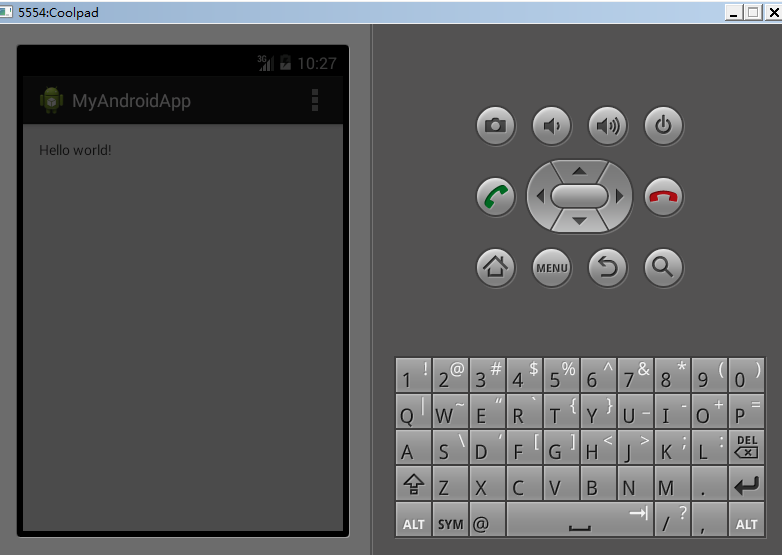 5554:Coolpad
3G 10:27
MyAndroidApp
Hello world!
MENU
1 ! 2 @ 3 # 4 $ 5 % 6 ^ 7 & 8 * 9 ( 0 )
Q | W ~ E “ R ` T { Y } U _ I - O + P =
A S \ D ‘ F [ G ] H < J > K ; L : DEL
Z X C V B N M .
ALT SYM @ / ? , ALT